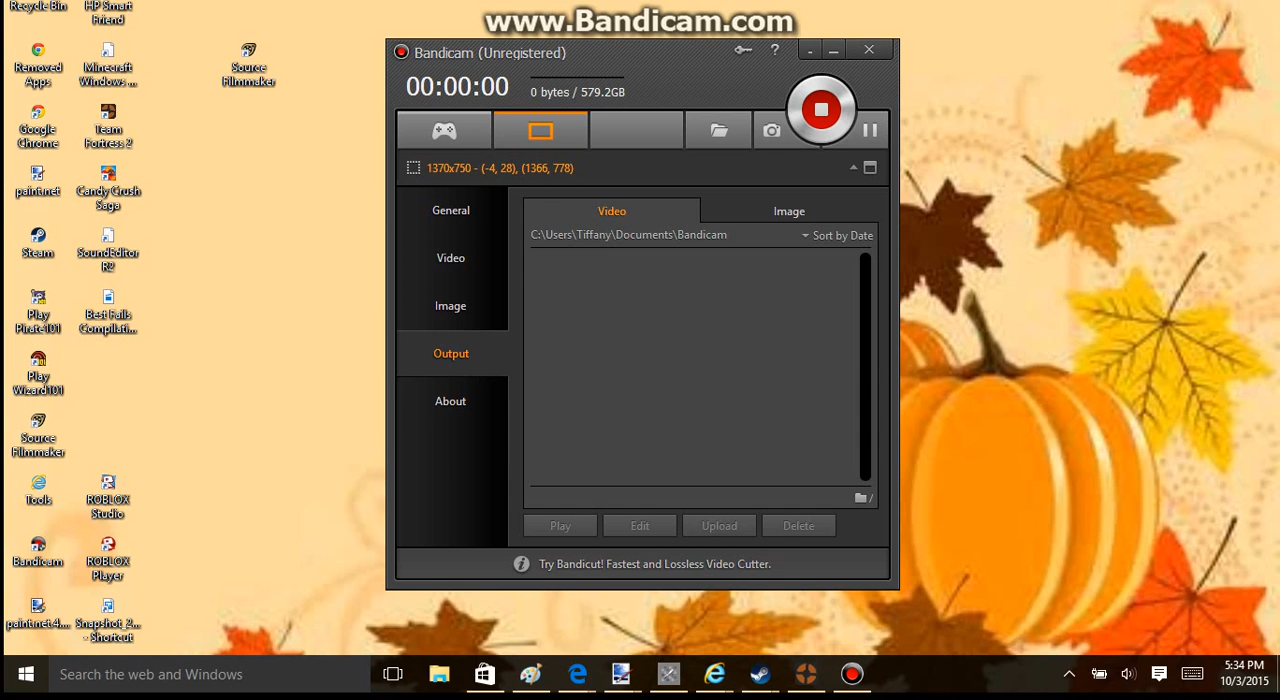 www.Bandicam.com
Recycle Bin
HP Smart
Friend
Removed
Apps
Minecraft
Windows ...
Source
Filmmaker
Google
Chrome
Team
Fortress 2
paint.net
Candy Crush
Saga
Steam
SoundEditor
R2
Play
Pirate101
Best Fails
Compilati...
Play
Wizard101
Source
Filmmaker
Tools
ROBLOX
Studio
Bandicam
ROBLOX
Player
paint.net.4....
Snapshot_2...
- Shortcut
Bandicam (Unregistered)
?
00:00:00
0 bytes / 579.2GB
1370x750 - (-4, 28), (1366, 778)
General
Video
Image
Output
About
Video
Image
C:\Users\Tiffany\Documents\Bandicam
Sort by Date
/
Play
Edit
Upload
Delete
Try Bandicut! Fastest and Lossless Video Cutter.
Search the web and Windows
5:34 PM
10/3/2015